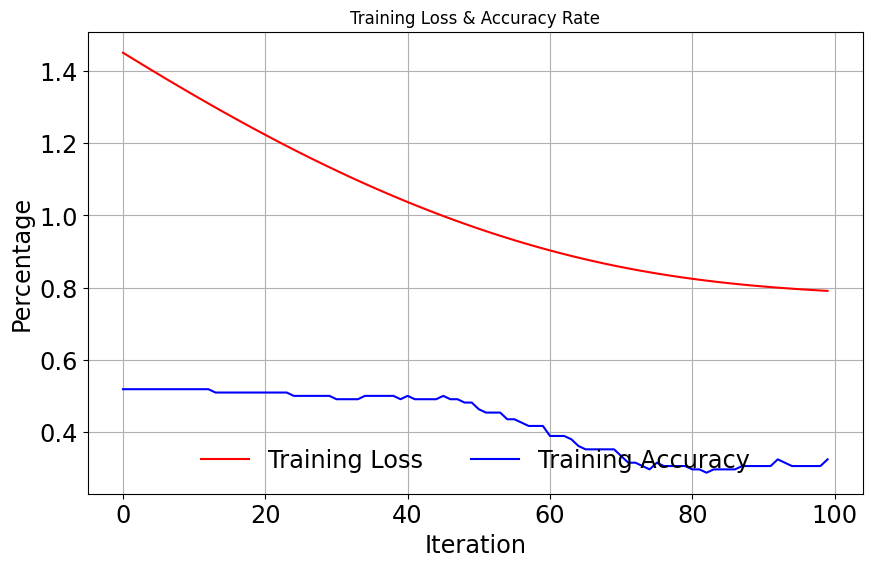 Training Loss & Accuracy Rate
1.4
1.2
1.0
0.8
0.6
0.4
Percentage
Training Loss
Training Accuracy
0 20 40 60 80 100
Iteration